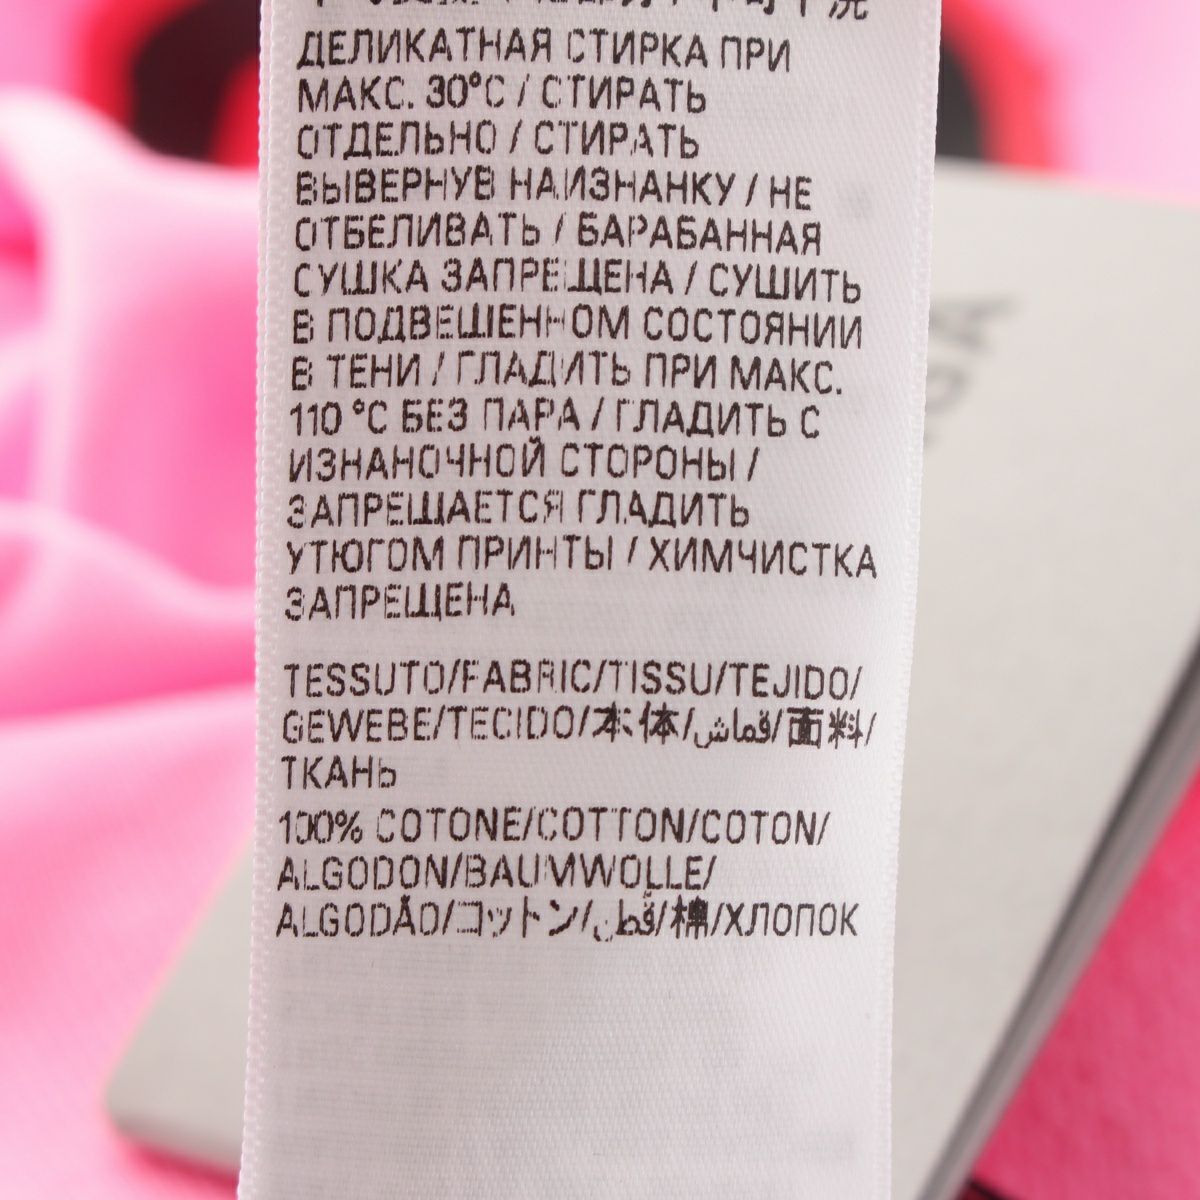 ДЕЛИКАТНАЯ СТИРКА ПРИ
МАКС. 30°C / СТИРАТЬ
ОТДЕЛЬНО / СТИРАТЬ
ВЫВЕРНУВ НАИЗНАНКУ / НЕ
ОТБЕЛИВАТЬ / БАРАБАННАЯ
СУШКА ЗАПРЕЩЕНА / СУШИТЬ
В ПОДВЕШЕННОМ СОСТОЯНИИ
В ТЕНИ / ГЛАДИТЬ ПРИ МАКС.
110 °C БЕЗ ПАРА / ГЛАДИТЬ С
ИЗНАНОЧНОЙ СТОРОНЫ /
ЗАПРЕЩАЕТСЯ ГЛАДИТЬ
УТЮГОМ ПРИНТЫ / ХИМЧИСТКА
ЗАПРЕЩЕНА
TESSUTO/FABRIC/TISSU/TEJIDO/
GEWEBE/TECIDO/本体/قماش/面料/
ТКАНЬ
100% COTONE/COTTON/COTON/
ALGODON/BAUMWOLLE/
ALGODÃO/コットン/قطن/棉/ХЛОПОК